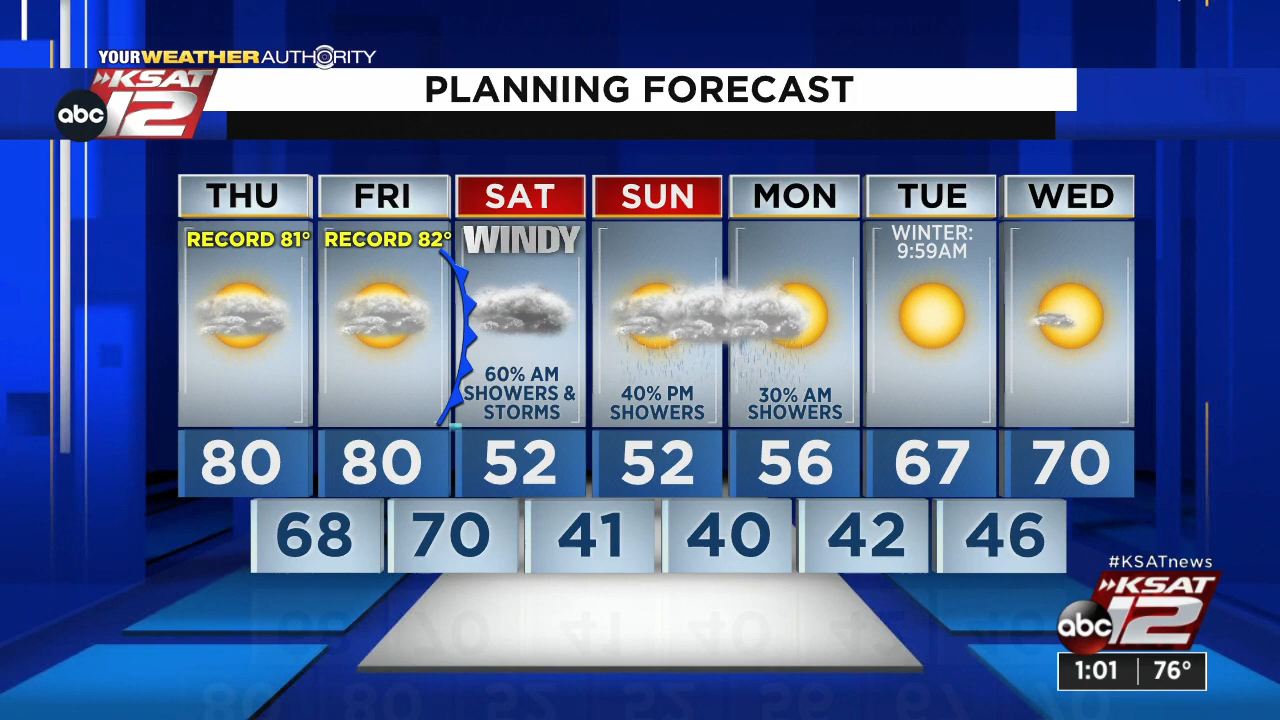 YOURWEATHERAUTHORITY
KSAT
abc 12
PLANNING FORECAST
THU FRI SAT SUN MON TUE WED
RECORD 81° RECORD 82° WINDY WINTER:
9:59AM
60% AM
SHOWERS &
STORMS
40% PM
SHOWERS
30% AM
SHOWERS
80 80 52 52 56 67 70
68 70 41 40 42 46
#KSATnews
KSAT
abc 12
1:01 76°